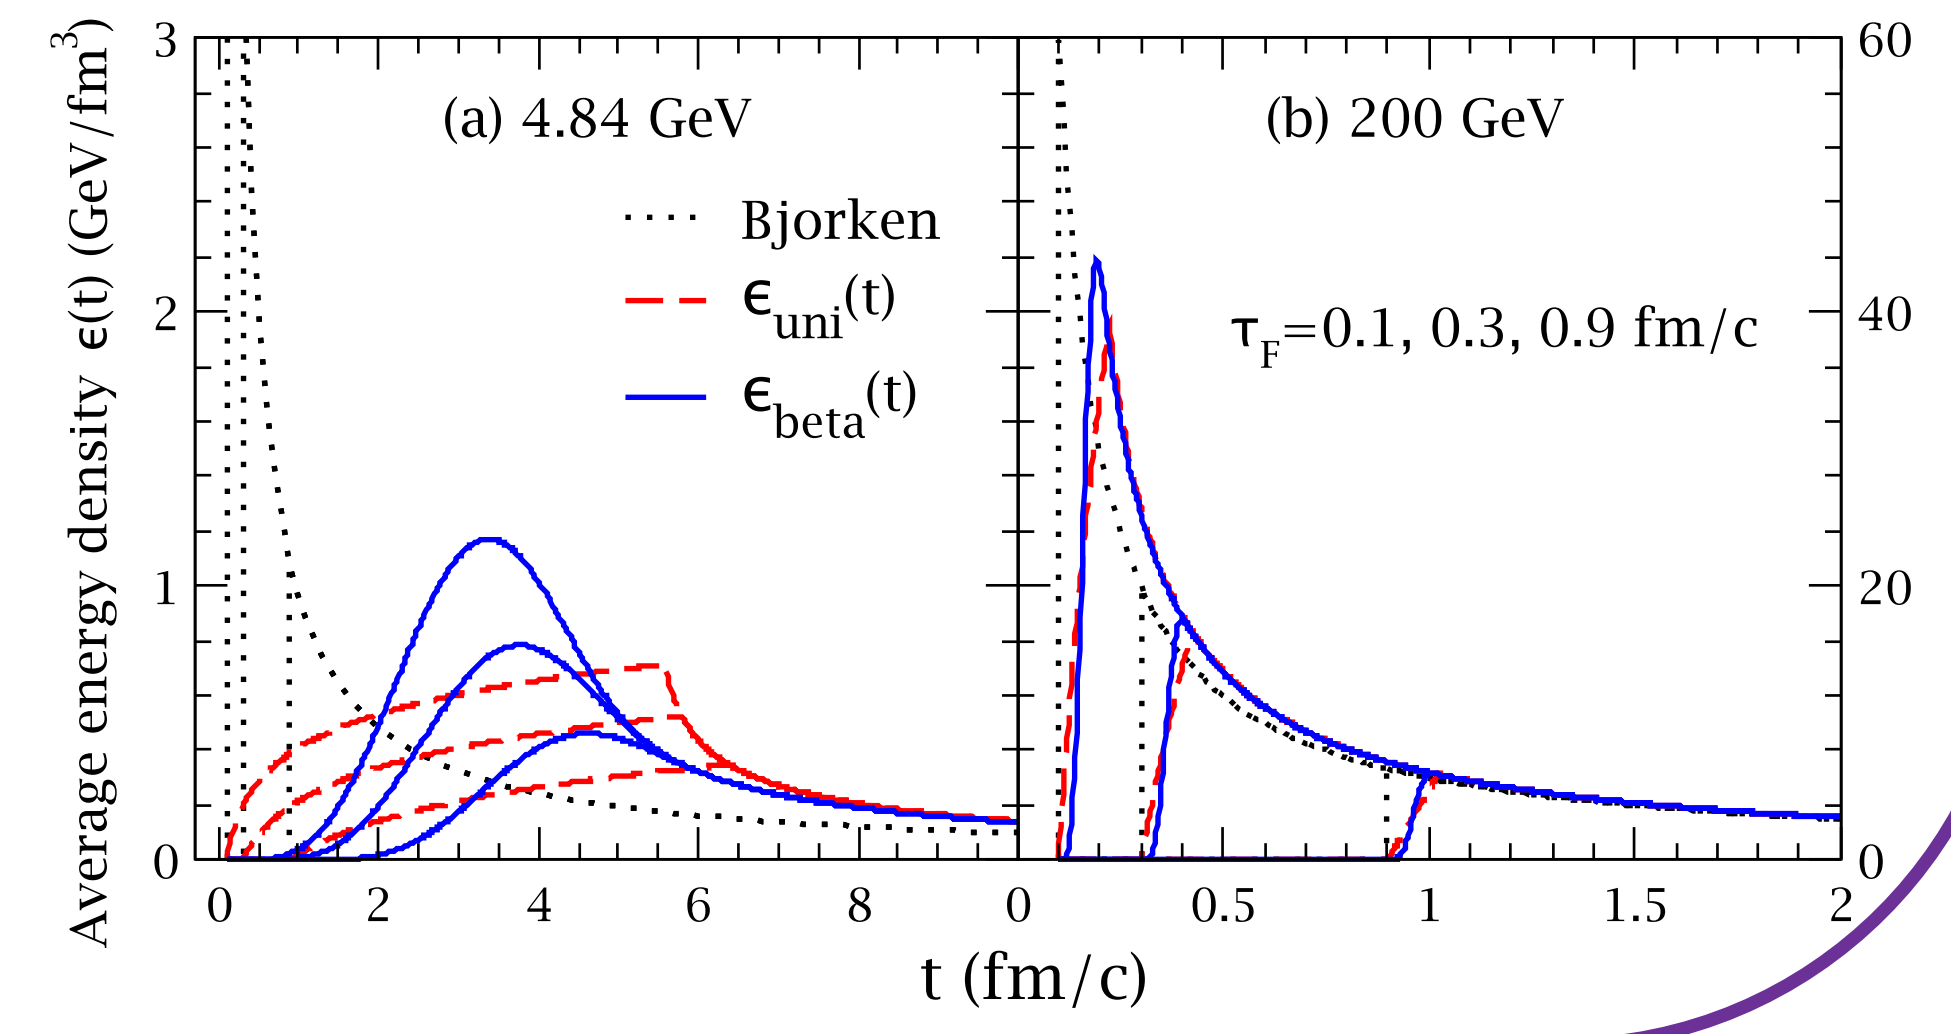 Average energy density ϵ(t) (GeV/fm³)
3
2
1
0
(a) 4.84 GeV
Bjorken
ϵuni(t)
ϵbeta(t)
(b) 200 GeV
τF=0.1, 0.3, 0.9 fm/c
60
40
20
0
0 2 4 6 8 0 0.5 1 1.5 2
t (fm/c)